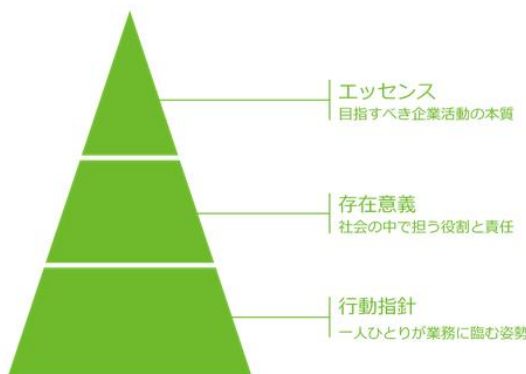 エッセンス
目指すべき企業活動の本質
存在意義
社会の中で担う役割と責任
行動指針
一人ひとりが業務に臨む姿勢